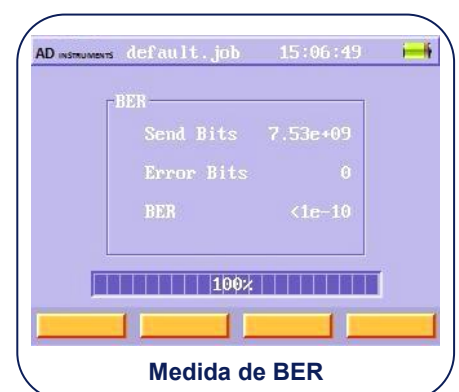 AD INSTRUMENTS default.job 15:06:49
BER
Send Bits 7.53e+09
Error Bits 0
BER <1e-10
100%
Medida de BER